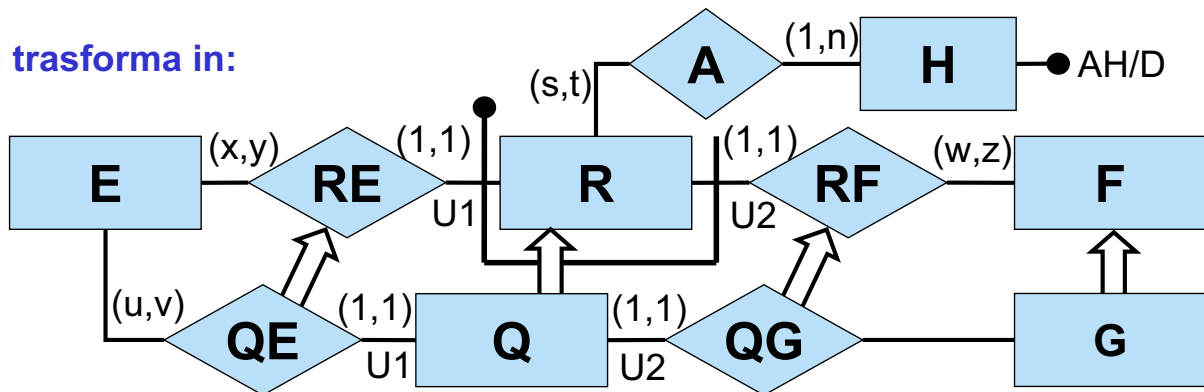 trasforma in:
(s,t) A (1,n) H AH/D
E (x,y) RE (1,1) R (1,1) RF (w,z) F
U1 U2
(u,v) QE (1,1) Q (1,1) QG G
U1 U2